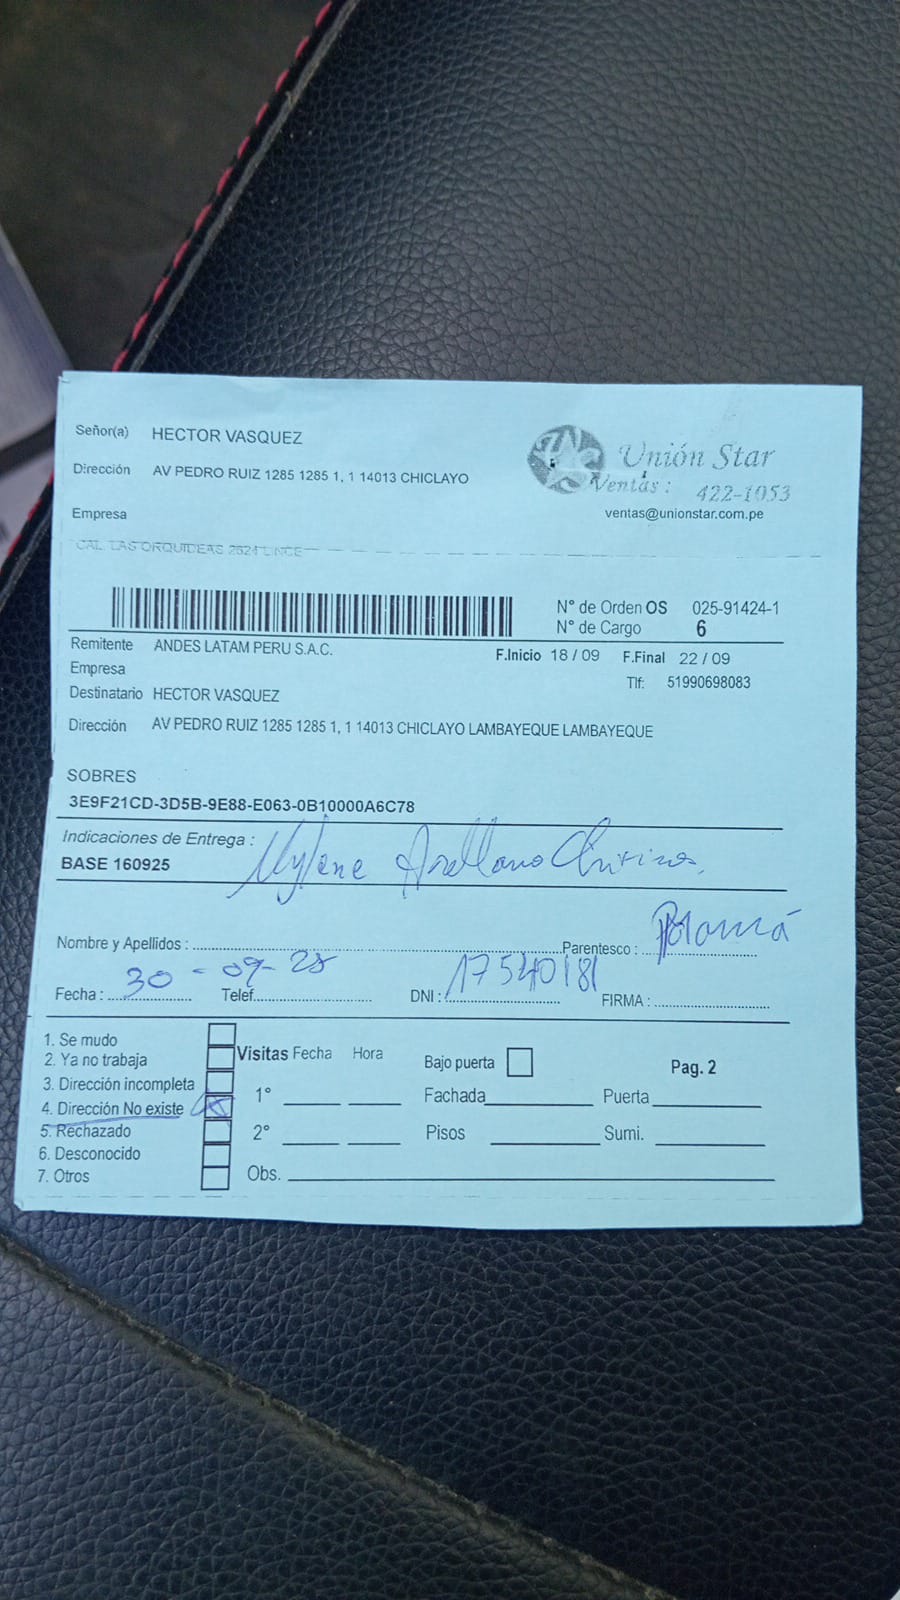 Señor(a) HECTOR VASQUEZ
Dirección AV PEDRO RUIZ 1285 1285 1, 1 14013 CHICLAYO
Empresa
Unión Star
Ventas : 422-1053
ventas@unionstar.com.pe
CAL. LAS ORQUIDEAS 2624 LINCE
N° de Orden OS 025-91424-1
N° de Cargo 6
Remitente ANDES LATAM PERU S.A.C.
F.Inicio 18 / 09 F.Final 22 / 09
Empresa
Tlf: 51990698083
Destinatario HECTOR VASQUEZ
Dirección AV PEDRO RUIZ 1285 1285 1, 1 14013 CHICLAYO LAMBAYEQUE LAMBAYEQUE
SOBRES
3E9F21CD-3D5B-9E88-E063-0B10000A6C78
Indicaciones de Entrega :
BASE 160925
Mylene Arellano Chirinos.
Nombre y Apellidos : Parentesco : Mamá
Fecha : 30 - 09- 25 Telef. DNI : 17540181 FIRMA :
1. Se mudo
2. Ya no trabaja
3. Dirección incompleta
4. Dirección No existe
5. Rechazado
6. Desconocido
7. Otros
Visitas Fecha Hora
1°
2°
Obs.
Bajo puerta
Pag. 2
Fachada Puerta
Pisos Sumi.